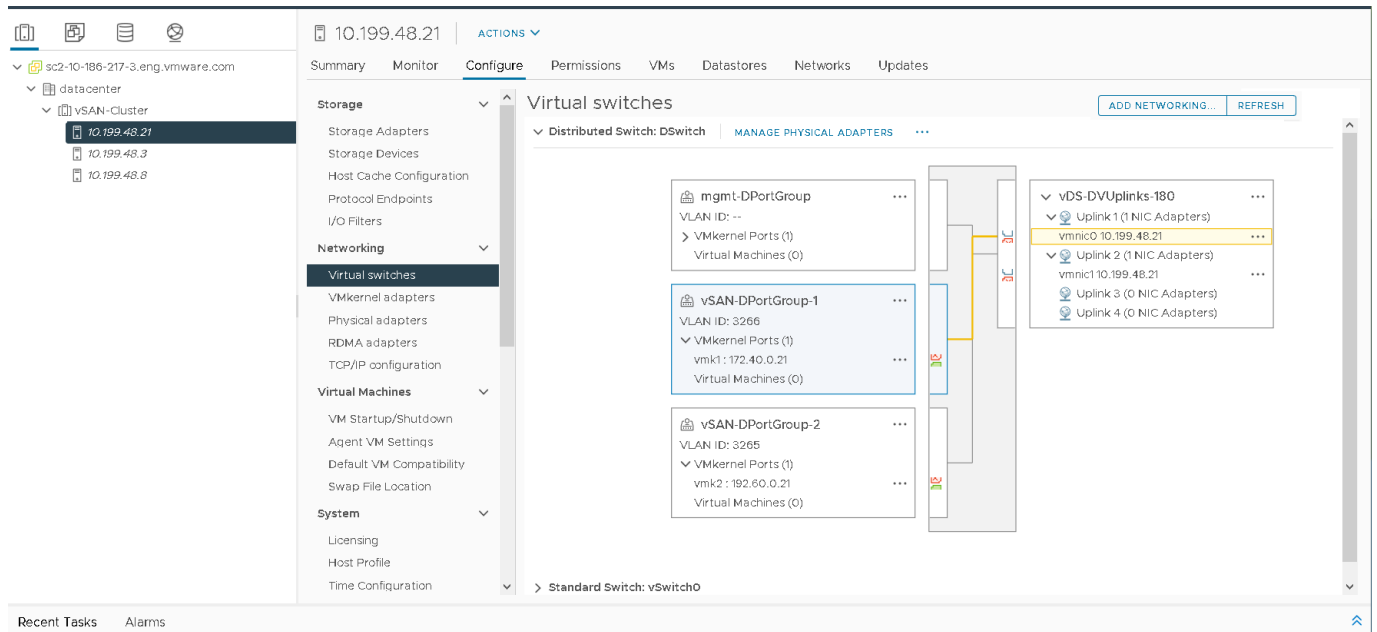 10.199.48.21
ACTIONS
sc2-10-186-217-3.eng.vmware.com
datacenter
vSAN-Cluster
10.199.48.21
10.199.48.3
10.199.48.8
Summary Monitor Configure Permissions VMs Datastores Networks Updates
Storage
Storage Adapters
Storage Devices
Host Cache Configuration
Protocol Endpoints
I/O Filters
Networking
Virtual switches
VMkernel adapters
Physical adapters
RDMA adapters
TCP/IP configuration
Virtual Machines
VM Startup/Shutdown
Agent VM Settings
Default VM Compatibility
Swap File Location
System
Licensing
Host Profile
Time Configuration
Virtual switches
ADD NETWORKING... REFRESH
Distributed Switch: DSwitch MANAGE PHYSICAL ADAPTERS ...
mgmt-DPortGroup ...
VLAN ID: --
VMkernel Ports (1)
Virtual Machines (0)
vSAN-DPortGroup-1 ...
VLAN ID: 3266
VMkernel Ports (1)
vmk1 : 172.40.0.21 ...
Virtual Machines (0)
vSAN-DPortGroup-2 ...
VLAN ID: 3265
VMkernel Ports (1)
vmk2 : 192.60.0.21 ...
Virtual Machines (0)
vDS-DVUplinks-180 ...
Uplink 1 (1 NIC Adapters)
vmnic0 10.199.48.21 ...
Uplink 2 (1 NIC Adapters)
vmnic1 10.199.48.21 ...
Uplink 3 (0 NIC Adapters)
Uplink 4 (0 NIC Adapters)
Standard Switch: vSwitch0
Recent Tasks Alarms